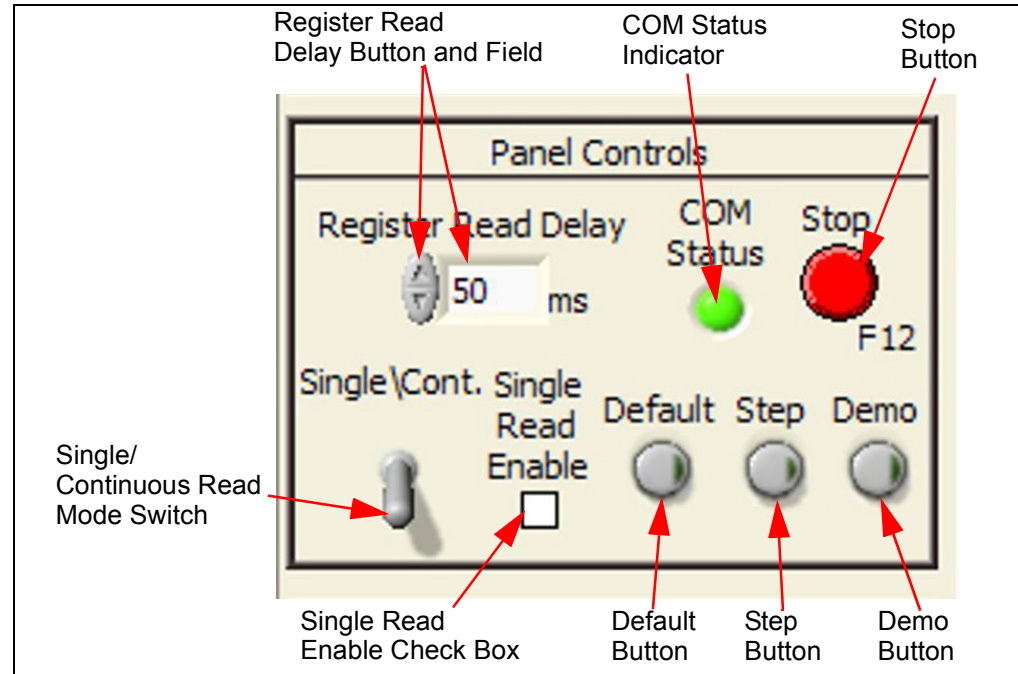 Register Read
Delay Button and Field
COM Status
Indicator
Stop
Button
Panel Controls
Register Read Delay
COM
Status
Stop
50
ms
F12
Single\Cont.
Single
Read
Enable
Default
Step
Demo
Single/
Continuous Read
Mode Switch
Single Read
Enable Check Box
Default
Button
Step
Button
Demo
Button